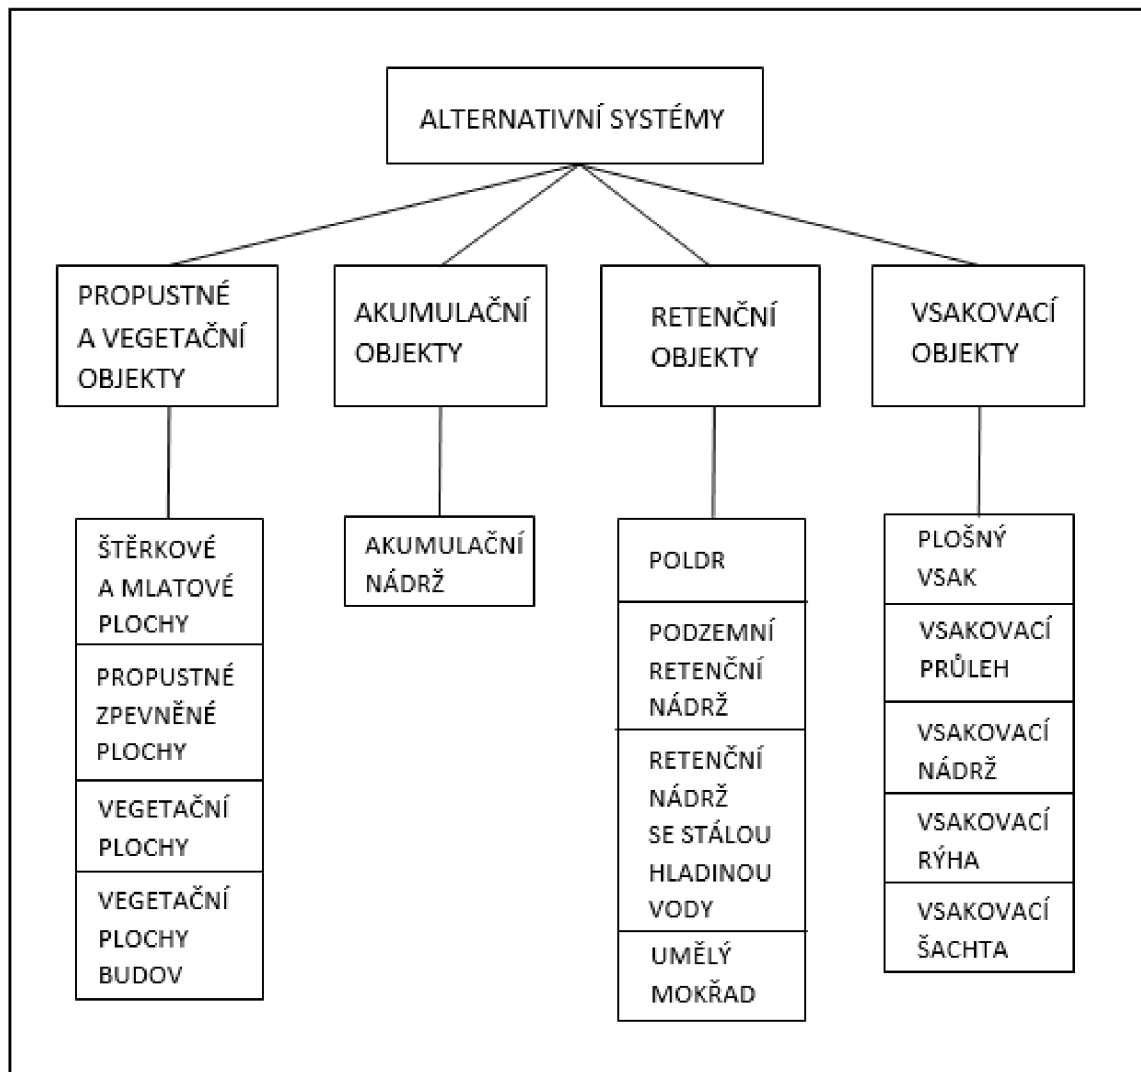 ALTERNATIVNÍ SYSTÉMY
PROPUSTNÉ
A VEGETAČNÍ
OBJEKTY
AKUMULAČNÍ
OBJEKTY
RETENČNÍ
OBJEKTY
VSAKOVACÍ
OBJEKTY
ŠTĚRKOVÉ
A MLATOVÉ
PLOCHY
PROPUSTNÉ
ZPEVNĚNÉ
PLOCHY
VEGETAČNÍ
PLOCHY
VEGETAČNÍ
PLOCHY
BUDOV
AKUMULAČNÍ
NÁDRŽ
POLDR
PODZEMNÍ
RETENČNÍ
NÁDRŽ
RETENČNÍ
NÁDRŽ
SE STÁLOU
HLADINOU
VODY
UMĚLÝ
MOKŘAD
PLOŠNÝ
VSAK
VSAKOVACÍ
PRŮLEH
VSAKOVACÍ
NÁDRŽ
VSAKOVACÍ
RÝHA
VSAKOVACÍ
ŠACHTA